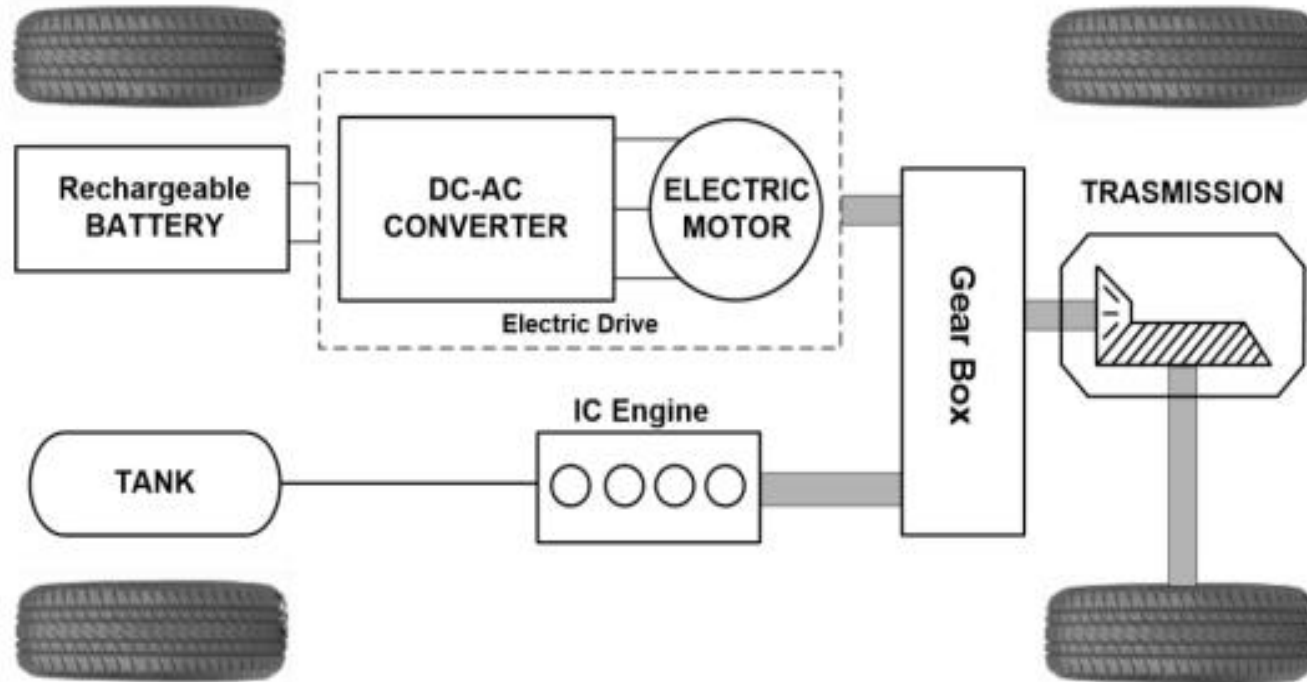 Rechargeable
BATTERY
DC-AC
CONVERTER
ELECTRIC
MOTOR
Electric Drive
TRASMISSION
Gear Box
IC Engine
TANK